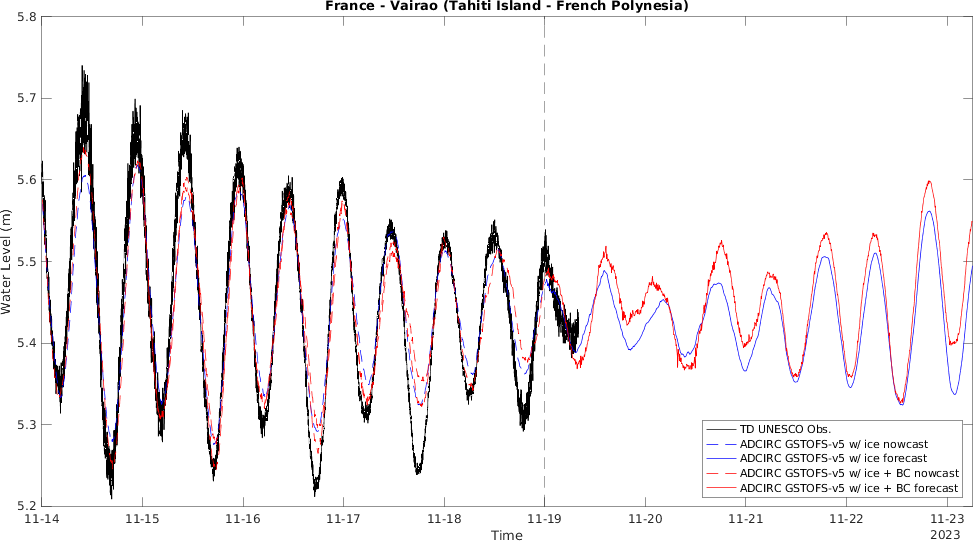 France - Vairao (Tahiti Island - French Polynesia)
5.8
5.7
5.6
5.5
5.4
5.3
5.2
Water Level (m)
TD UNESCO Obs.
ADCIRC GSTOFS-v5 w/ ice nowcast
ADCIRC GSTOFS-v5 w/ ice forecast
ADCIRC GSTOFS-v5 w/ ice + BC nowcast
ADCIRC GSTOFS-v5 w/ ice + BC forecast
11-14 11-15 11-16 11-17 11-18 11-19 11-20 11-21 11-22 11-23
Time
2023